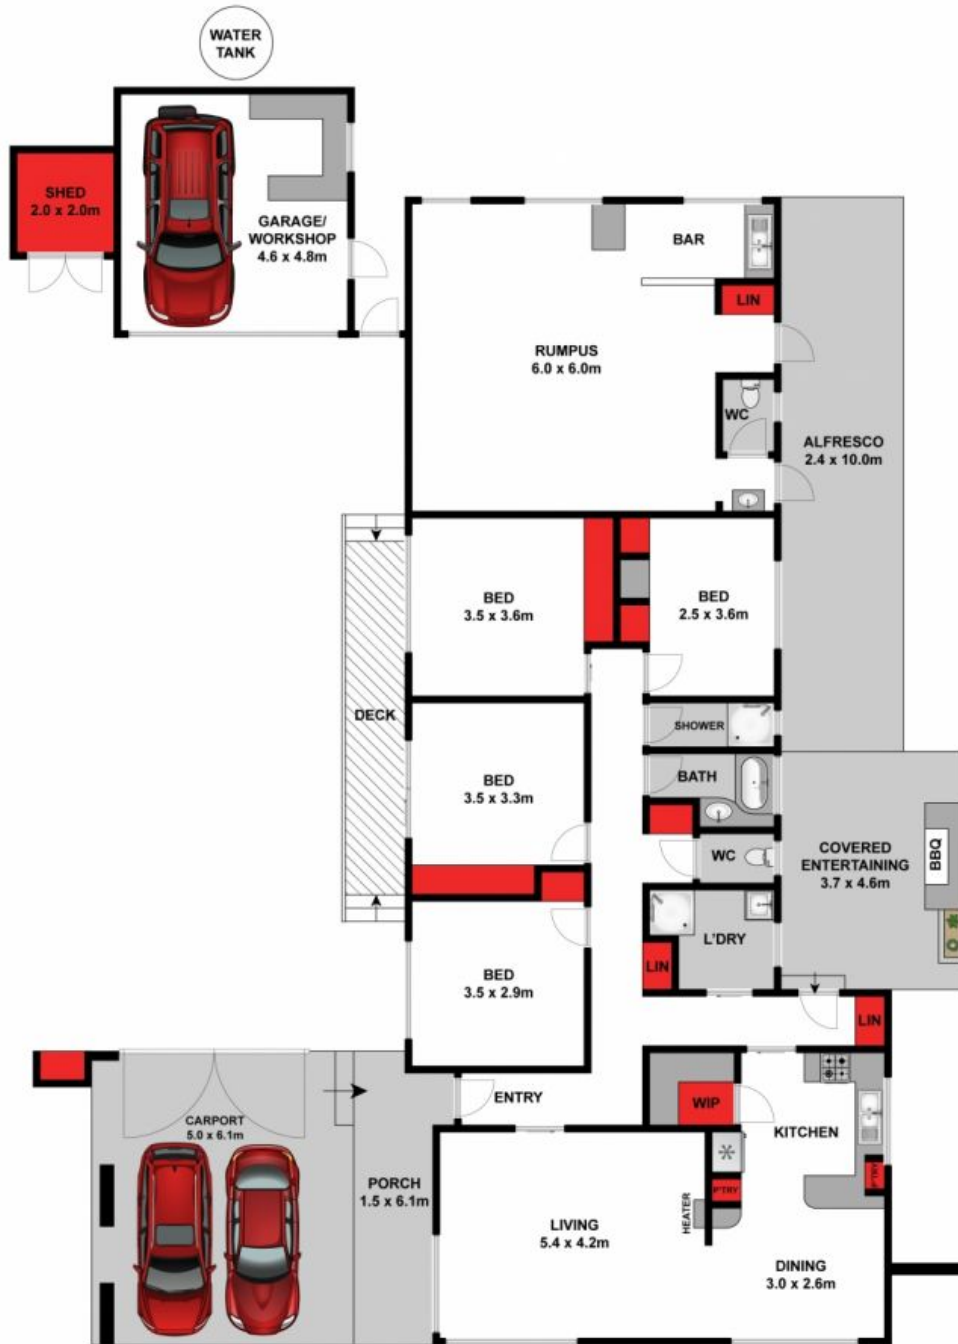 WATER
TANK
SHED
2.0 x 2.0m
GARAGE/
WORKSHOP
4.6 x 4.8m
BAR
LIN
RUMPUS
6.0 x 6.0m
WC
ALFRESCO
2.4 x 10.0m
BED
3.5 x 3.6m
BED
2.5 x 3.6m
DECK
SHOWER
BED
3.5 x 3.3m
BATH
WC
COVERED
ENTERTAINING
3.7 x 4.6m
BBQ
L'DRY
LIN
BED
3.5 x 2.9m
LIN
ENTRY
WIP
CARPORT
5.0 x 6.1m
KITCHEN
PORCH
1.5 x 6.1m
P'TRY
P'TRY
HEATER
LIVING
5.4 x 4.2m
DINING
3.0 x 2.6m